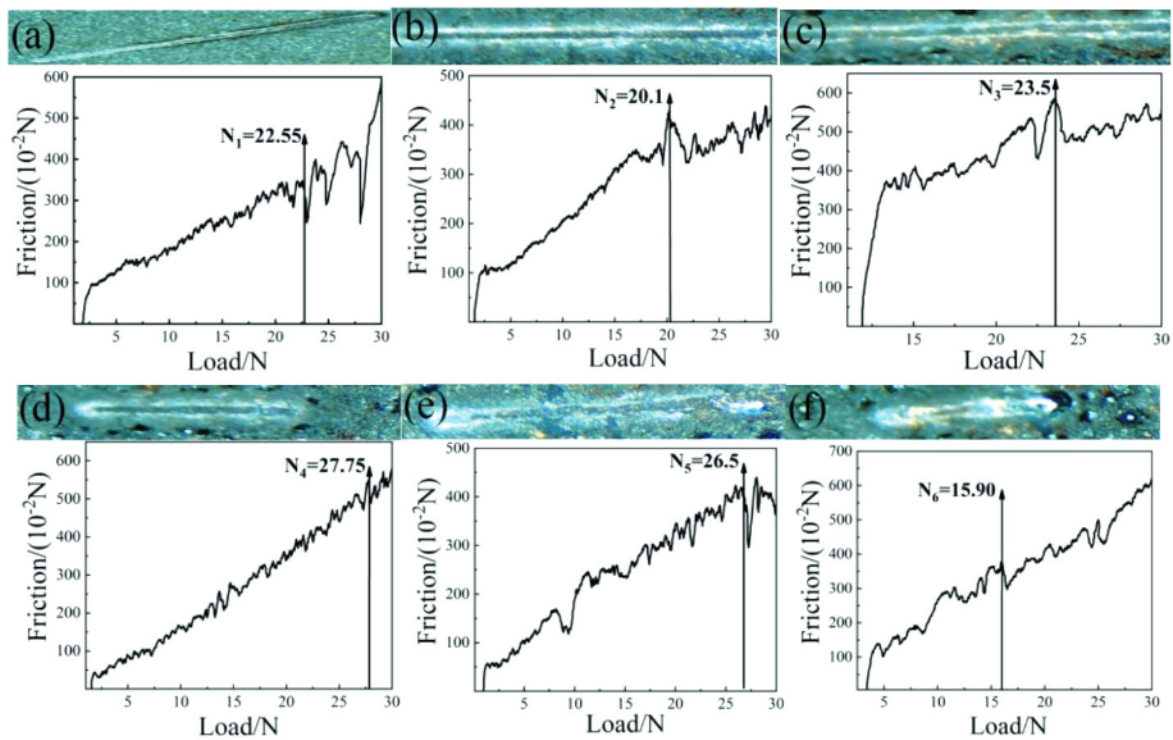 (a)
600
500
400
300
200
100
5
10
15
20
25
30
N₁=22.55
Friction/(10⁻²N)
Load/N
(b)
500
400
300
200
100
5
10
15
20
25
30
N₂=20.1
Friction/(10⁻²N)
Load/N
(c)
600
500
400
300
200
100
15
20
25
30
N₃=23.5
Friction/(10⁻²N)
Load/N
(d)
600
500
400
300
200
100
5
10
15
20
25
30
N₄=27.75
Friction/(10⁻²N)
Load/N
(e)
500
400
300
200
100
5
10
15
20
25
30
N₅=26.5
Friction/(10⁻²N)
Load/N
(f)
700
600
500
400
300
200
100
5
10
15
20
25
30
N₆=15.90
Friction/(10⁻²N)
Load/N